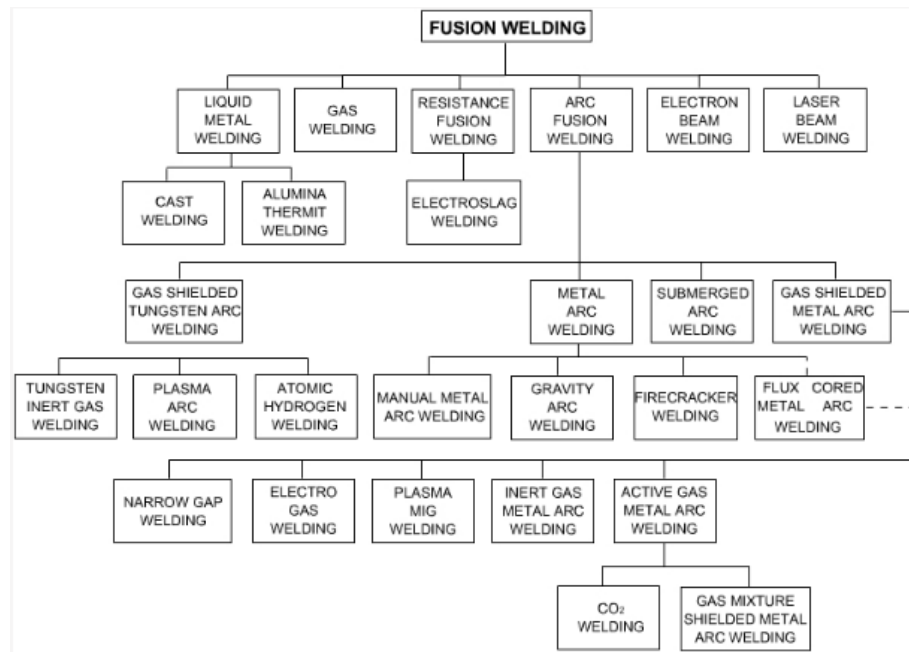 FUSION WELDING
LIQUID
METAL
WELDING
GAS
WELDING
RESISTANCE
FUSION
WELDING
ARC
FUSION
WELDING
ELECTRON
BEAM
WELDING
LASER
BEAM
WELDING
CAST
WELDING
ALUMINA
THERMIT
WELDING
ELECTROSLAG
WELDING
GAS SHIELDED
TUNGSTEN ARC
WELDING
METAL
ARC
WELDING
SUBMERGED
ARC
WELDING
GAS SHIELDED
METAL ARC
WELDING
TUNGSTEN
INERT GAS
WELDING
PLASMA
ARC
WELDING
ATOMIC
HYDROGEN
WELDING
MANUAL METAL
ARC WELDING
GRAVITY
ARC
WELDING
FIRECRACKER
WELDING
FLUX CORED
METAL ARC
WELDING
NARROW GAP
WELDING
ELECTRO
GAS
WELDING
PLASMA
MIG
WELDING
INERT GAS
METAL ARC
WELDING
ACTIVE GAS
METAL ARC
WELDING
CO₂
WELDING
GAS MIXTURE
SHIELDED METAL
ARC WELDING